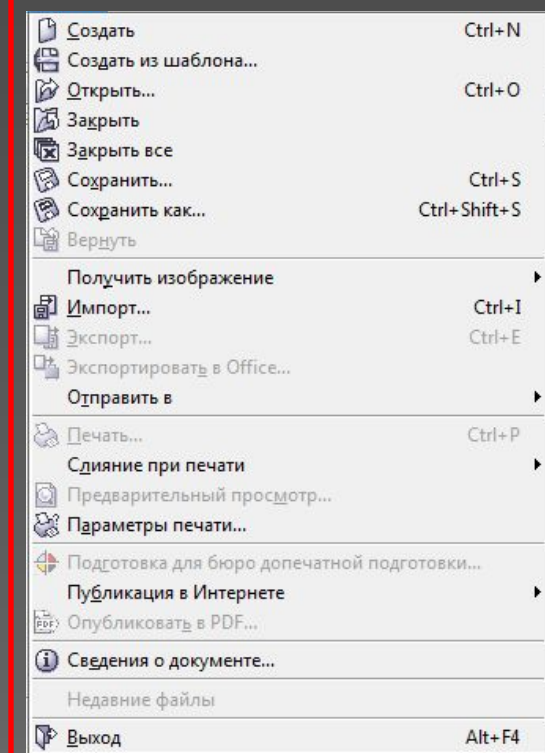 Создать Ctrl+N
Создать из шаблона...
Открыть... Ctrl+O
Закрыть
Закрыть все
Сохранить... Ctrl+S
Сохранить как... Ctrl+Shift+S
Вернуть
Получить изображение
Импорт... Ctrl+I
Экспорт... Ctrl+E
Экспортировать в Office...
Отправить в
Печать... Ctrl+P
Слияние при печати
Предварительный просмотр...
Параметры печати...
Подготовка для бюро допечатной подготовки...
Публикация в Интернете
PDF Опубликовать в PDF...
Сведения о документе...
Недавние файлы
Выход Alt+F4